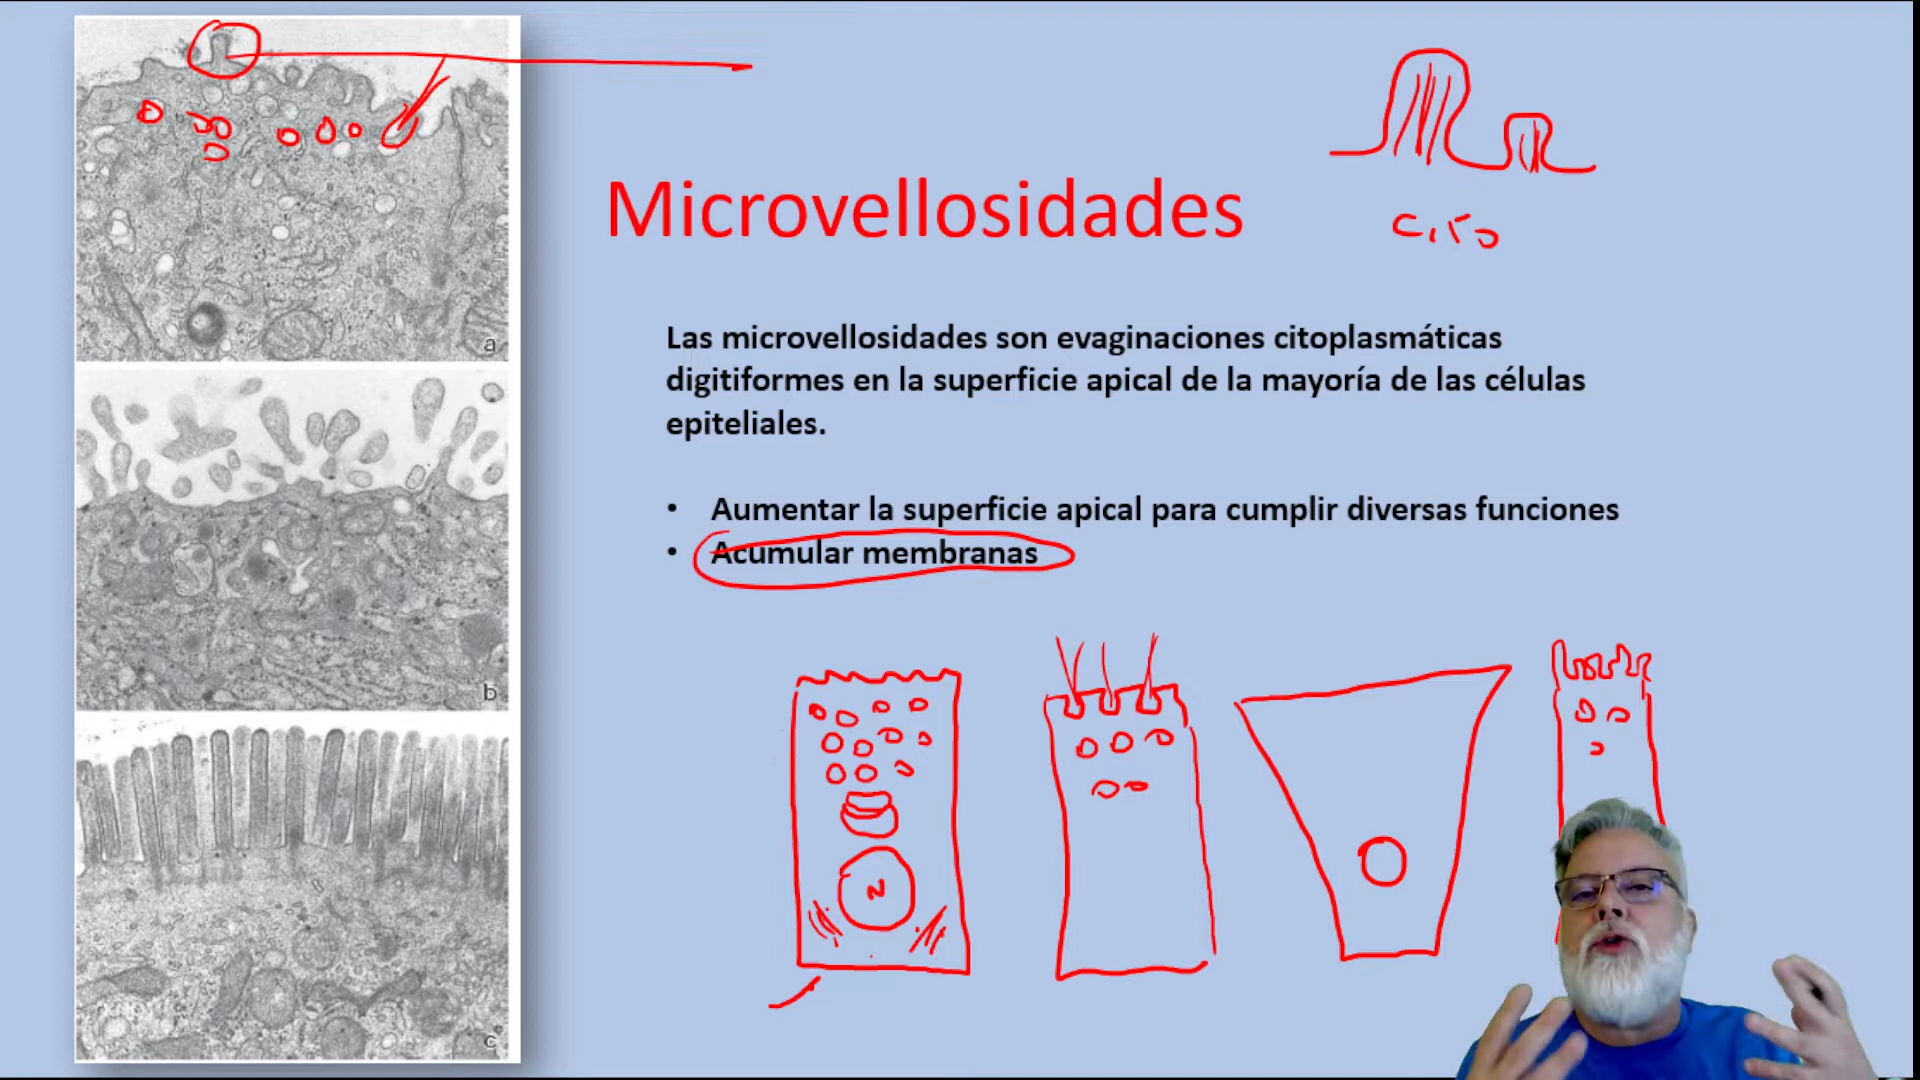 Microvellosidades
Cito
Las microvellosidades son evaginaciones citoplasmáticas
digitiformes en la superficie apical de la mayoría de las células
epiteliales.
• Aumentar la superficie apical para cumplir diversas funciones
• Acumular membranas
a
b
c
N